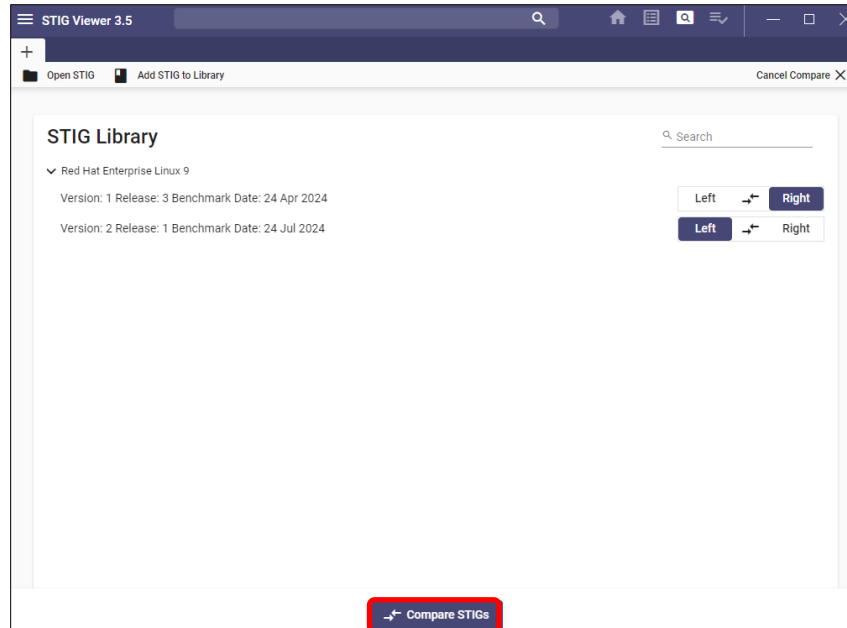 STIG Viewer 3.5
Open STIG Add STIG to Library Cancel Compare
STIG Library Search
Red Hat Enterprise Linux 9
Version: 1 Release: 3 Benchmark Date: 24 Apr 2024 Left Right
Version: 2 Release: 1 Benchmark Date: 24 Jul 2024 Left Right
Compare STIGs